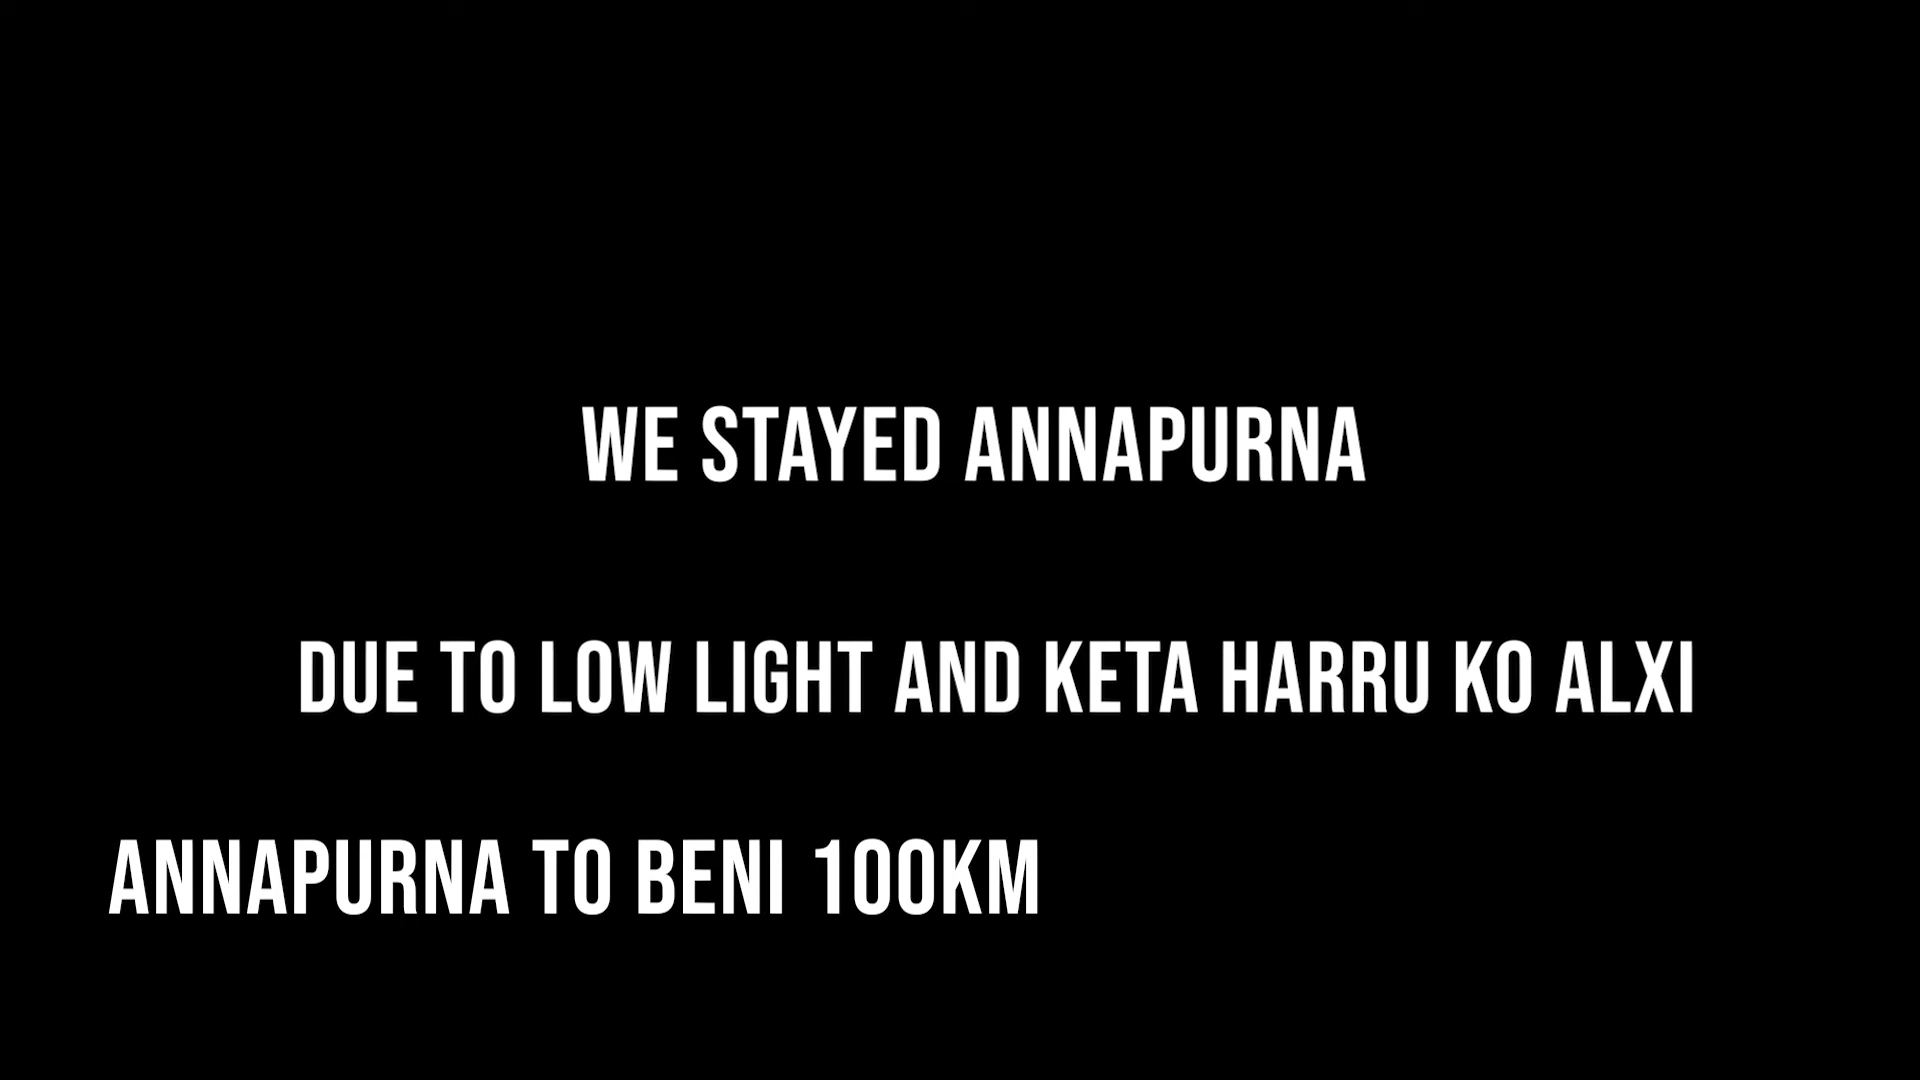 WE STAYED ANNAPURNA
DUE TO LOW LIGHT AND KETA HARRU KO ALXI
ANNAPURNA TO BENI 100KM